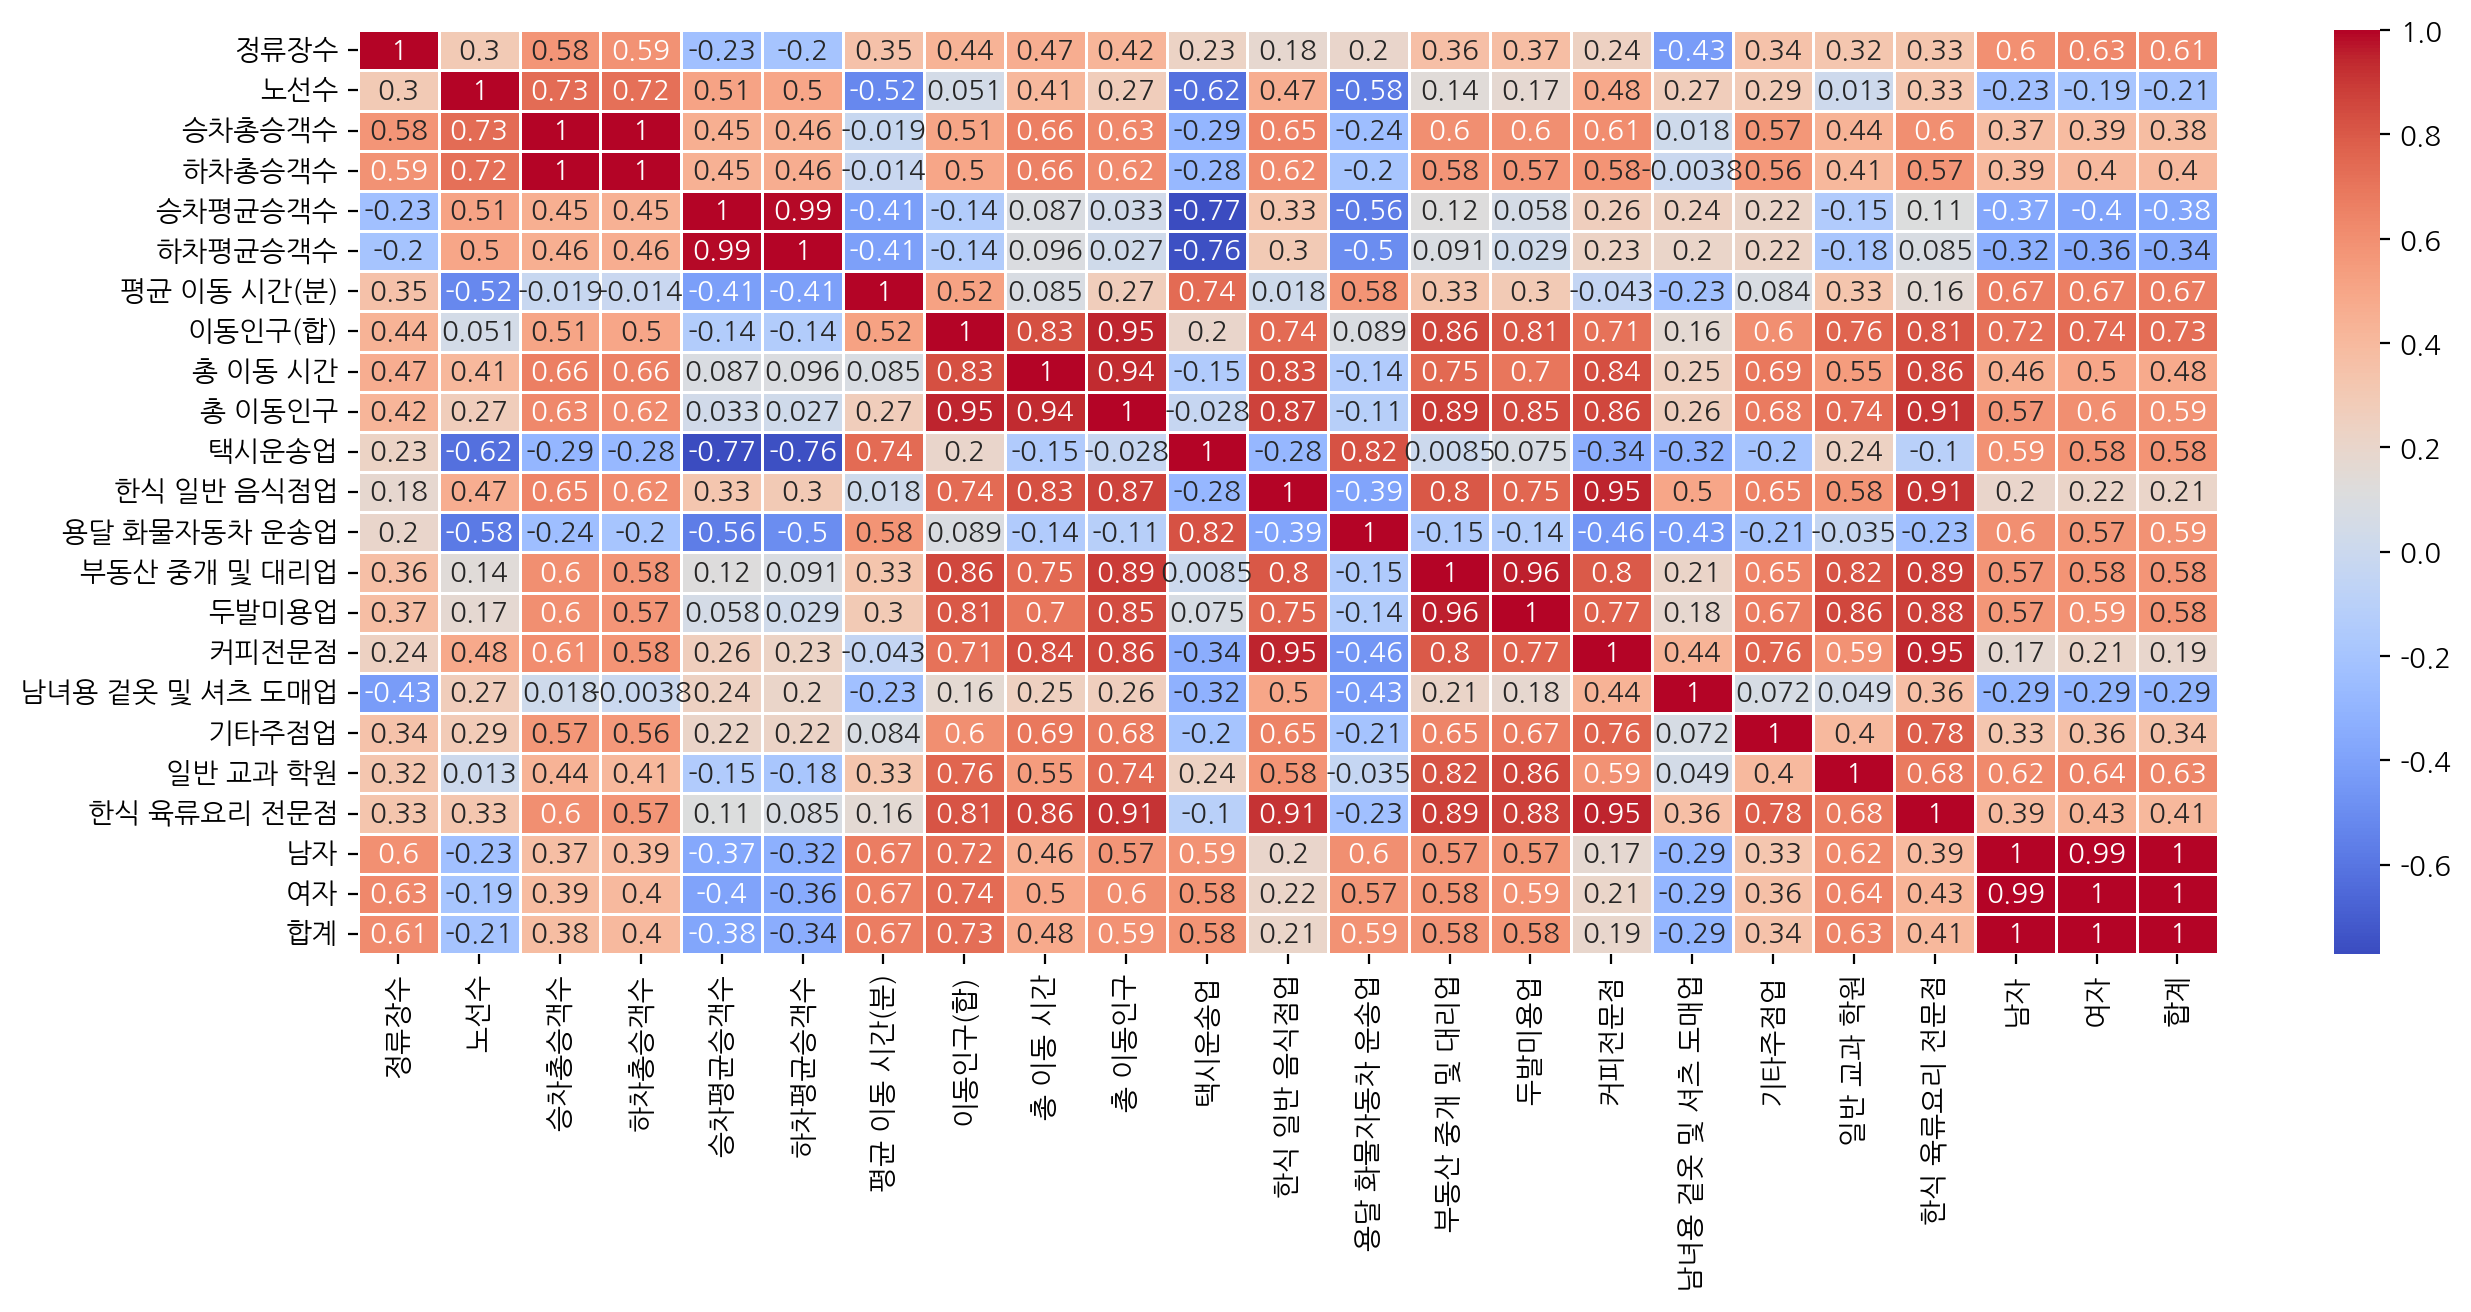 정류장수 1 0.3 0.58 0.59 -0.23 -0.2 0.35 0.44 0.47 0.42 0.23 0.18 0.2 0.36 0.37 0.24 -0.43 0.34 0.32 0.33 0.6 0.63 0.61
노선수 0.3 1 0.73 0.72 0.51 0.5 -0.52 0.051 0.41 0.27 -0.62 0.47 -0.58 0.14 0.17 0.48 0.27 0.29 0.013 0.33 -0.23 -0.19 -0.21
승차총승객수 0.58 0.73 1 1 0.45 0.46 -0.019 0.51 0.66 0.63 -0.29 0.65 -0.24 0.6 0.6 0.61 0.018 0.57 0.44 0.6 0.37 0.39 0.38
하차총승객수 0.59 0.72 1 1 0.45 0.46 -0.014 0.5 0.66 0.62 -0.28 0.62 -0.2 0.58 0.57 0.58 -0.0038 0.56 0.41 0.57 0.39 0.4 0.4
승차평균승객수 -0.23 0.51 0.45 0.45 1 0.99 -0.41 -0.14 0.087 0.033 -0.77 0.33 -0.56 0.12 0.058 0.26 0.24 0.22 -0.15 0.11 -0.37 -0.4 -0.38
하차평균승객수 -0.2 0.5 0.46 0.46 0.99 1 -0.41 -0.14 0.096 0.027 -0.76 0.3 -0.5 0.091 0.029 0.23 0.2 0.22 -0.18 0.085 -0.32 -0.36 -0.34
평균 이동 시간(분) 0.35 -0.52 -0.019 -0.014 -0.41 -0.41 1 0.52 0.085 0.27 0.74 0.018 0.58 0.33 0.3 -0.043 -0.23 0.084 0.33 0.16 0.67 0.67 0.67
이동인구(합) 0.44 0.051 0.51 0.5 -0.14 -0.14 0.52 1 0.83 0.95 0.2 0.74 0.089 0.86 0.81 0.71 0.16 0.6 0.76 0.81 0.72 0.74 0.73
총 이동 시간 0.47 0.41 0.66 0.66 0.087 0.096 0.085 0.83 1 0.94 -0.15 0.83 -0.14 0.75 0.7 0.84 0.25 0.69 0.55 0.86 0.46 0.5 0.48
총 이동인구 0.42 0.27 0.63 0.62 0.033 0.027 0.27 0.95 0.94 1 -0.028 0.87 -0.11 0.89 0.85 0.86 0.26 0.68 0.74 0.91 0.57 0.6 0.59
택시운송업 0.23 -0.62 -0.29 -0.28 -0.77 -0.76 0.74 0.2 -0.15 -0.028 1 -0.28 0.82 0.0085 0.075 -0.34 -0.32 -0.2 0.24 -0.1 0.59 0.58 0.58
한식 일반 음식점업 0.18 0.47 0.65 0.62 0.33 0.3 0.018 0.74 0.83 0.87 -0.28 1 -0.39 0.8 0.75 0.95 0.5 0.65 0.58 0.91 0.2 0.22 0.21
용달 화물자동차 운송업 0.2 -0.58 -0.24 -0.2 -0.56 -0.5 0.58 0.089 -0.14 -0.11 0.82 -0.39 1 -0.15 -0.14 -0.46 -0.43 -0.21 -0.035 -0.23 0.6 0.57 0.59
부동산 중개 및 대리업 0.36 0.14 0.6 0.58 0.12 0.091 0.33 0.86 0.75 0.89 0.0085 0.8 -0.15 1 0.96 0.8 0.21 0.65 0.82 0.89 0.57 0.58 0.58
두발미용업 0.37 0.17 0.6 0.57 0.058 0.029 0.3 0.81 0.7 0.85 0.075 0.75 -0.14 0.96 1 0.77 0.18 0.67 0.86 0.88 0.57 0.59 0.58
커피전문점 0.24 0.48 0.61 0.58 0.26 0.23 -0.043 0.71 0.84 0.86 -0.34 0.95 -0.46 0.8 0.77 1 0.44 0.76 0.59 0.95 0.17 0.21 0.19
남녀용 겉옷 및 셔츠 도매업 -0.43 0.27 0.018 -0.0038 0.24 0.2 -0.23 0.16 0.25 0.26 -0.32 0.5 -0.43 0.21 0.18 0.44 1 0.072 0.049 0.36 -0.29 -0.29 -0.29
기타주점업 0.34 0.29 0.57 0.56 0.22 0.22 0.084 0.6 0.69 0.68 -0.2 0.65 -0.21 0.65 0.67 0.76 0.072 1 0.4 0.78 0.33 0.36 0.34
일반 교과 학원 0.32 0.013 0.44 0.41 -0.15 -0.18 0.33 0.76 0.55 0.74 0.24 0.58 -0.035 0.82 0.86 0.59 0.049 0.4 1 0.68 0.62 0.64 0.63
한식 육류요리 전문점 0.33 0.33 0.6 0.57 0.11 0.085 0.16 0.81 0.86 0.91 -0.1 0.91 -0.23 0.89 0.88 0.95 0.36 0.78 0.68 1 0.39 0.43 0.41
남자 0.6 -0.23 0.37 0.39 -0.37 -0.32 0.67 0.72 0.46 0.57 0.59 0.2 0.6 0.57 0.57 0.17 -0.29 0.33 0.62 0.39 1 0.99 1
여자 0.63 -0.19 0.39 0.4 -0.4 -0.36 0.67 0.74 0.5 0.6 0.58 0.22 0.57 0.58 0.59 0.21 -0.29 0.36 0.64 0.43 0.99 1 1
합계 0.61 -0.21 0.38 0.4 -0.38 -0.34 0.67 0.73 0.48 0.59 0.58 0.21 0.59 0.58 0.58 0.19 -0.29 0.34 0.63 0.41 1 1 1
정류장수
노선수
승차총승객수
하차총승객수
승차평균승객수
하차평균승객수
평균 이동 시간(분)
이동인구(합)
총 이동 시간
총 이동인구
택시운송업
한식 일반 음식점업
용달 화물자동차 운송업
부동산 중개 및 대리업
두발미용업
커피전문점
남녀용 겉옷 및 셔츠 도매업
기타주점업
일반 교과 학원
한식 육류요리 전문점
남자
여자
합계
1.0
0.8
0.6
0.4
0.2
0.0
-0.2
-0.4
-0.6